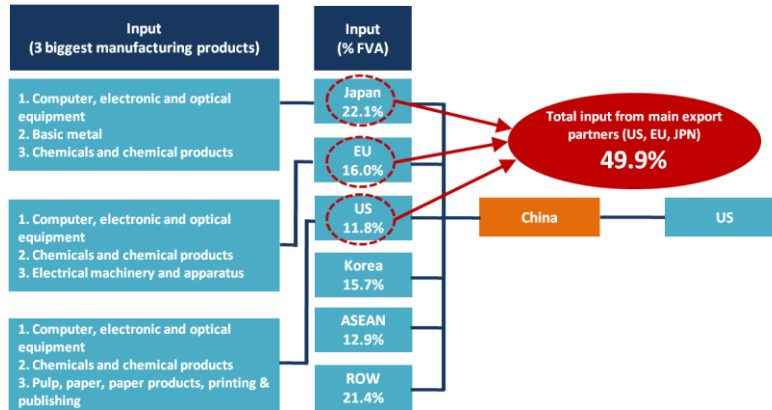 Input
(3 biggest manufacturing products)
Input
(% FVA)
1. Computer, electronic and optical
equipment
2. Basic metal
3. Chemicals and chemical products
1. Computer, electronic and optical
equipment
2. Chemicals and chemical products
3. Electrical machinery and apparatus
1. Computer, electronic and optical
equipment
2. Chemicals and chemical products
3. Pulp, paper, paper products, printing &
publishing
Japan
22.1%
EU
16.0%
US
11.8%
Korea
15.7%
ASEAN
12.9%
ROW
21.4%
Total input from main export
partners (US, EU, JPN)
49.9%
China
US